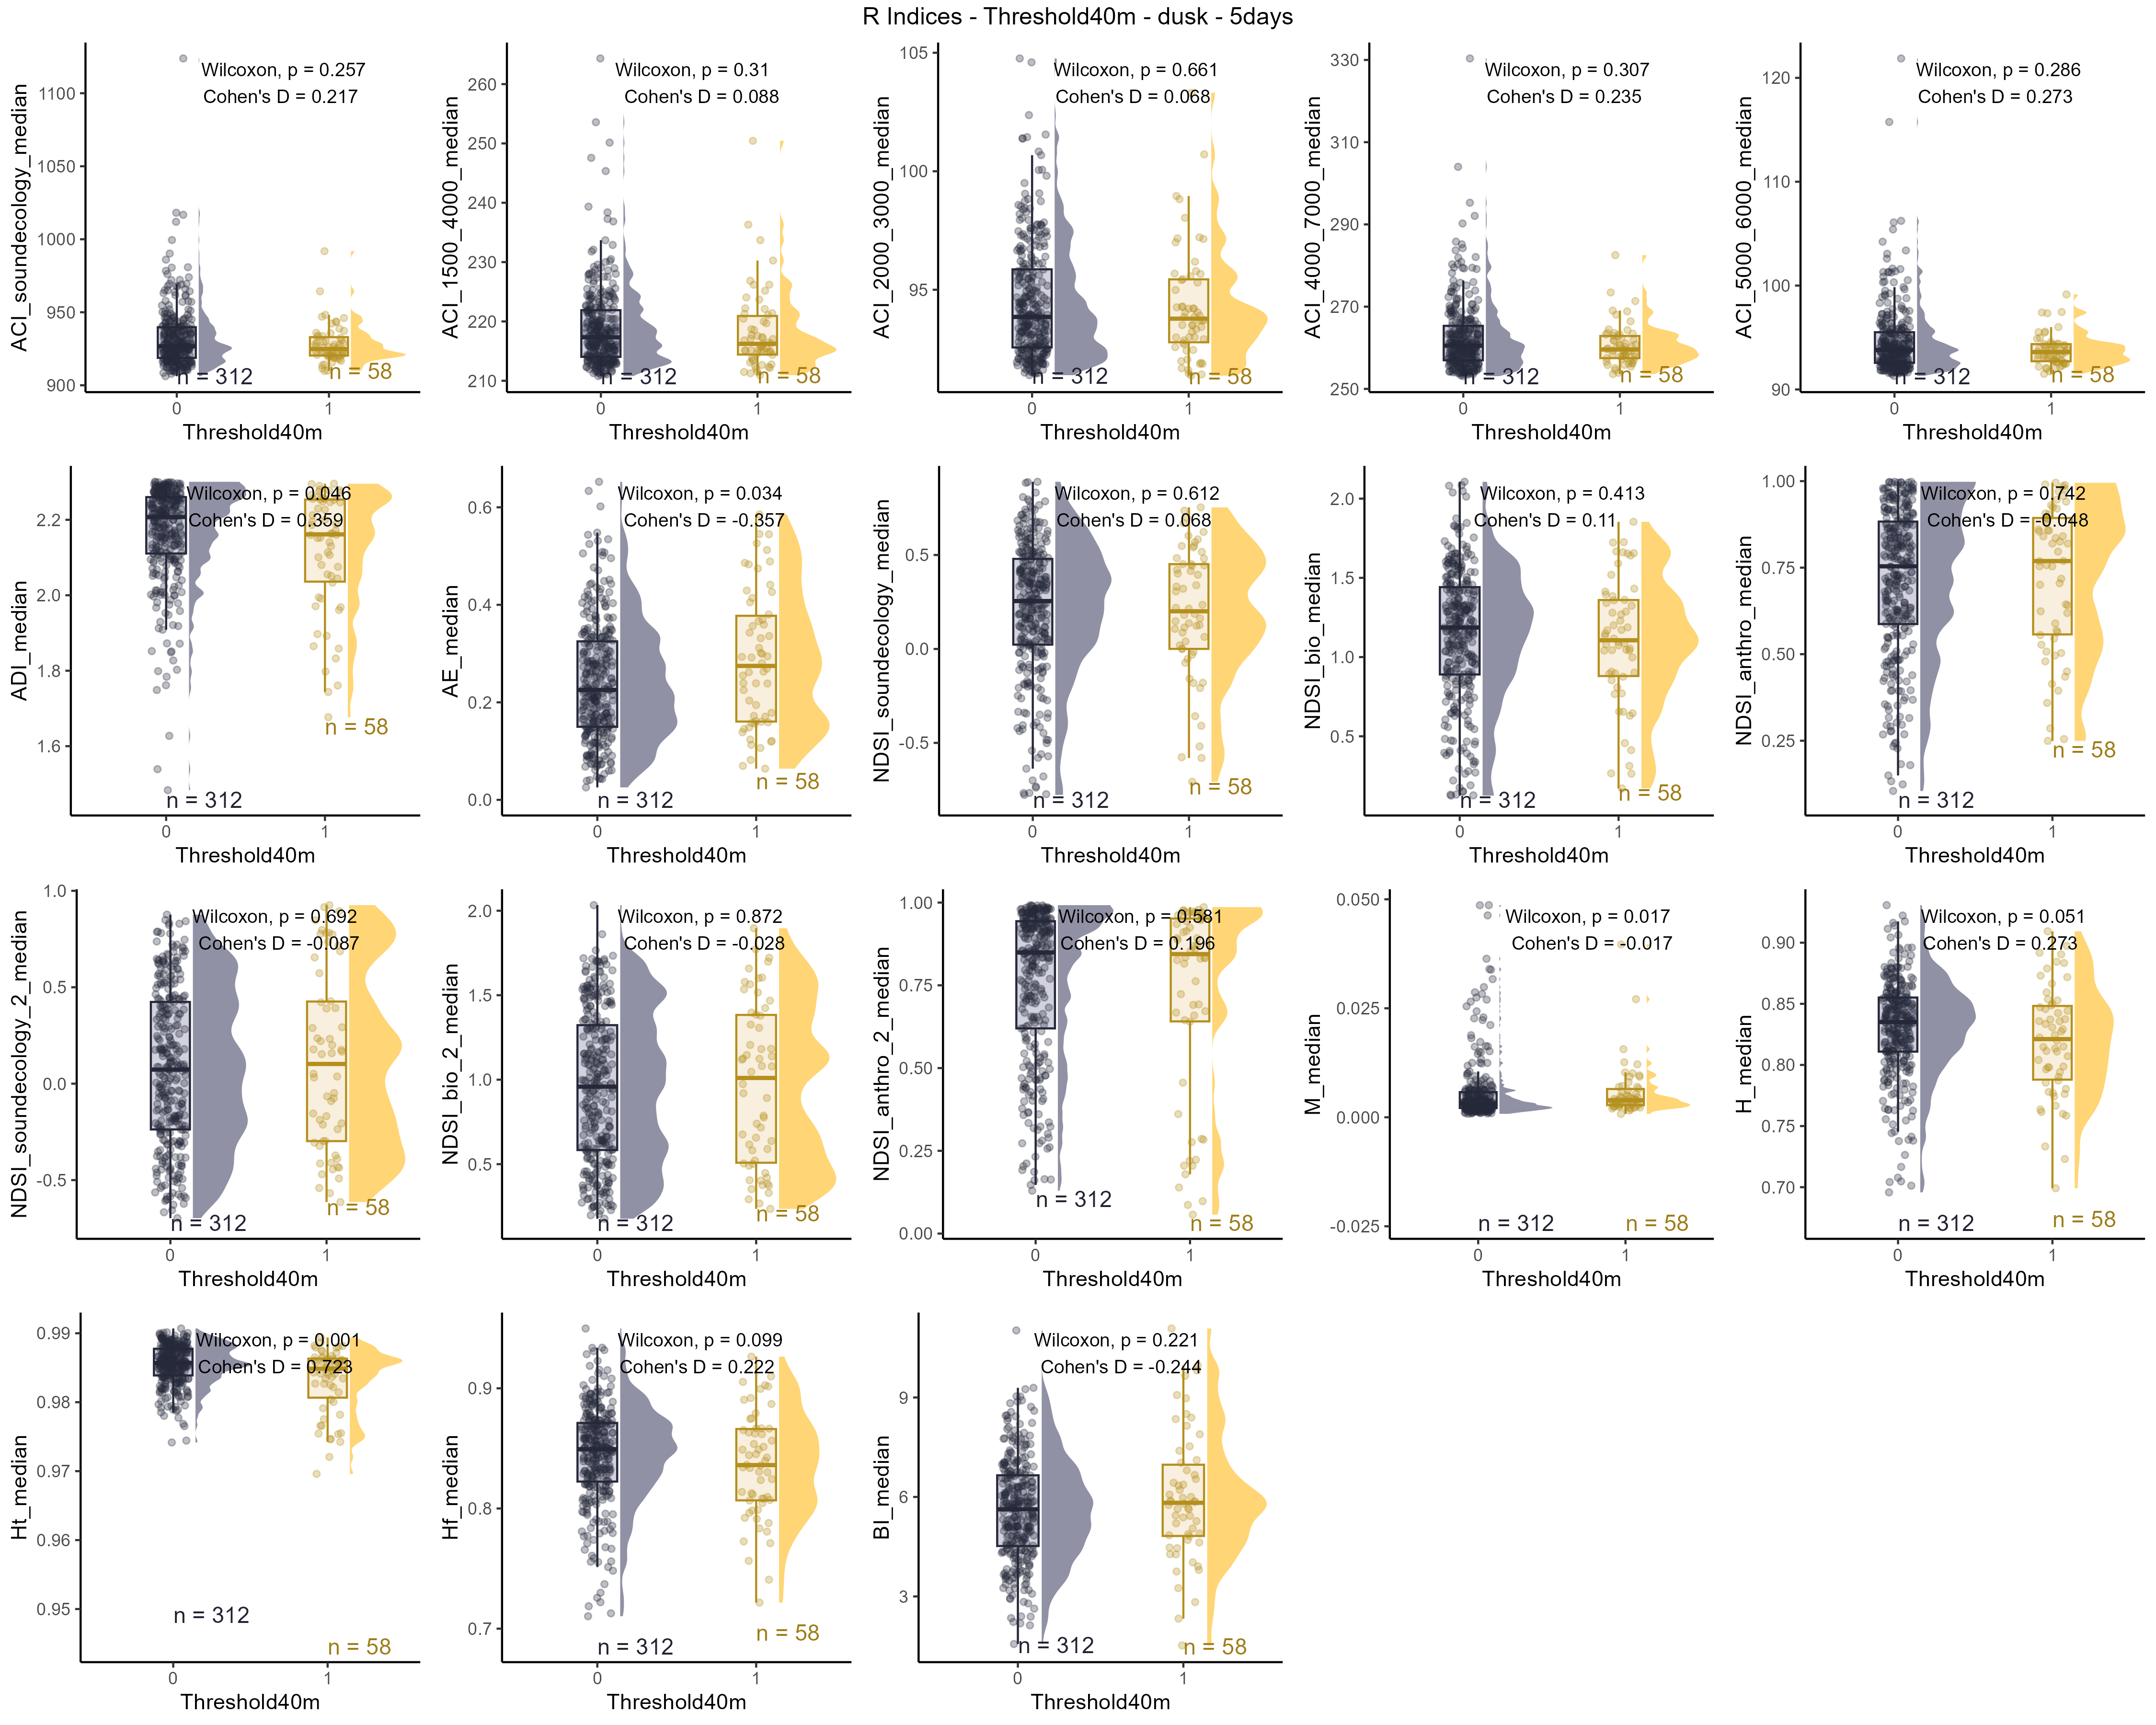 R Indices - Threshold40m - dusk - 5days
ACI_soundecology_median
1100
1050
1000
950
900
Wilcoxon, p = 0.257
Cohen's D = 0.217
n = 312
n = 58
0
1
Threshold40m
ACI_1500_4000_median
260
250
240
230
220
210
Wilcoxon, p = 0.31
Cohen's D = 0.088
n = 312
n = 58
0
1
Threshold40m
ACI_2000_3000_median
105
100
95
Wilcoxon, p = 0.661
Cohen's D = 0.068
n = 312
n = 58
0
1
Threshold40m
ACI_4000_7000_median
330
310
290
270
250
Wilcoxon, p = 0.307
Cohen's D = 0.235
n = 312
n = 58
0
1
Threshold40m
ACI_5000_6000_median
120
110
100
90
Wilcoxon, p = 0.286
Cohen's D = 0.273
n = 312
n = 58
0
1
Threshold40m
ADI_median
2.2
2.0
1.8
1.6
Wilcoxon, p = 0.046
Cohen's D = 0.359
n = 312
n = 58
0
1
Threshold40m
AE_median
0.6
0.4
0.2
0.0
Wilcoxon, p = 0.034
Cohen's D = -0.357
n = 312
n = 58
0
1
Threshold40m
NDSI_soundecology_median
0.5
0.0
-0.5
Wilcoxon, p = 0.612
Cohen's D = 0.068
n = 312
n = 58
0
1
Threshold40m
NDSI_bio_median
2.0
1.5
1.0
0.5
Wilcoxon, p = 0.413
Cohen's D = 0.11
n = 312
n = 58
0
1
Threshold40m
NDSI_anthro_median
1.00
0.75
0.50
0.25
Wilcoxon, p = 0.742
Cohen's D = -0.048
n = 312
n = 58
0
1
Threshold40m
NDSI_soundecology_2_median
1.0
0.5
0.0
-0.5
Wilcoxon, p = 0.692
Cohen's D = -0.087
n = 312
n = 58
0
1
Threshold40m
NDSI_bio_2_median
2.0
1.5
1.0
0.5
Wilcoxon, p = 0.872
Cohen's D = -0.028
n = 312
n = 58
0
1
Threshold40m
NDSI_anthro_2_median
1.00
0.75
0.50
0.25
0.00
Wilcoxon, p = 0.581
Cohen's D = 0.196
n = 312
n = 58
0
1
Threshold40m
M_median
0.050
0.025
0.000
-0.025
Wilcoxon, p = 0.017
Cohen's D = -0.017
n = 312
n = 58
0
1
Threshold40m
H_median
0.90
0.85
0.80
0.75
0.70
Wilcoxon, p = 0.051
Cohen's D = 0.273
n = 312
n = 58
0
1
Threshold40m
Ht_median
0.99
0.98
0.97
0.96
0.95
Wilcoxon, p = 0.001
Cohen's D = 0.723
n = 312
n = 58
0
1
Threshold40m
Hf_median
0.9
0.8
0.7
Wilcoxon, p = 0.099
Cohen's D = 0.222
n = 312
n = 58
0
1
Threshold40m
BI_median
9
6
3
Wilcoxon, p = 0.221
Cohen's D = -0.244
n = 312
n = 58
0
1
Threshold40m